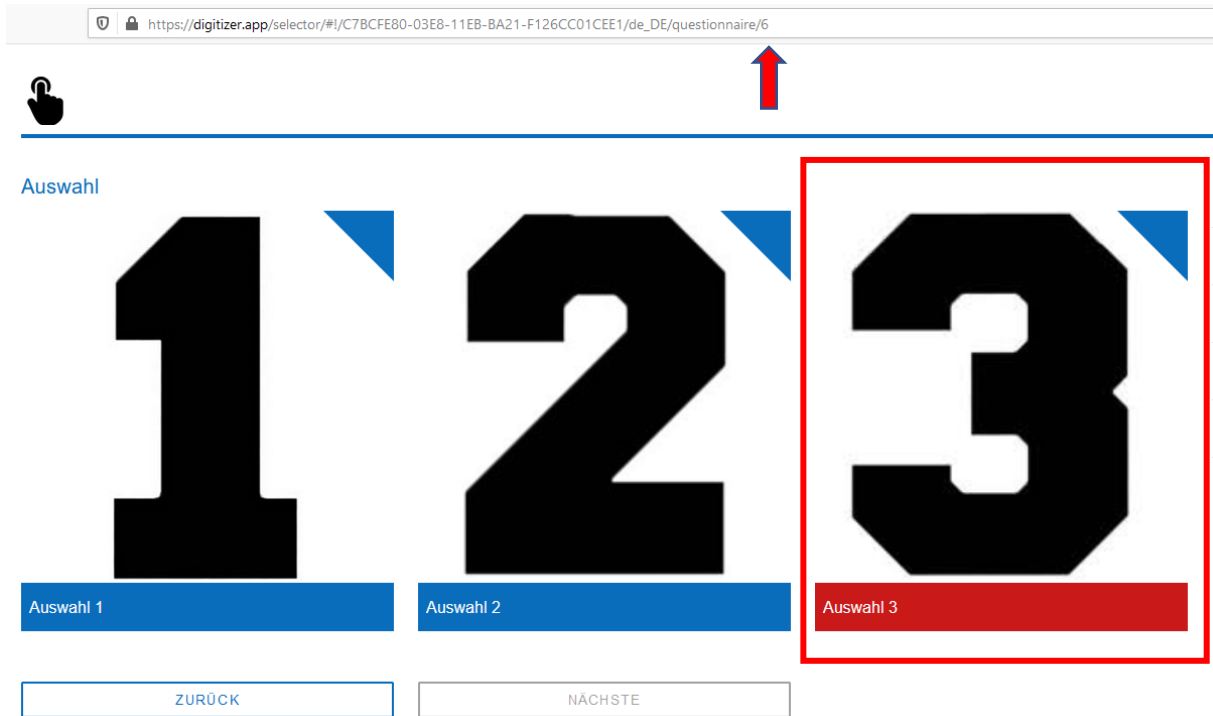 https://digitizer.app/selector/#!/C7BCFE80-03E8-11EB-BA21-F126CC01CEE1/de_DE/questionnaire/6
Auswahl
1 2 3
Auswahl 1 Auswahl 2 Auswahl 3
ZURÜCK NÄCHSTE